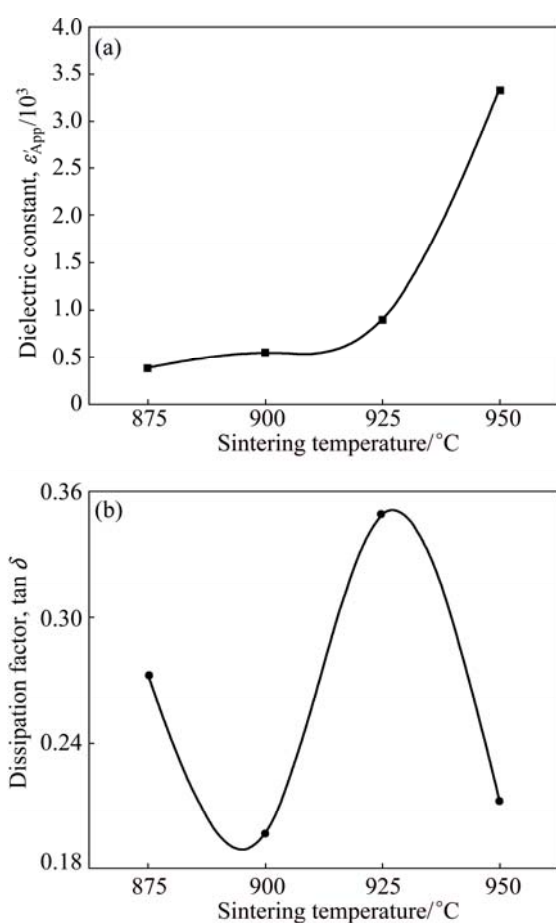 (a)
4.0
3.5
3.0
2.5
2.0
1.5
1.0
0.5
0
Dielectric constant, ε′App/10³
875 900 925 950
Sintering temperature/°C
(b)
0.36
0.30
0.24
0.18
Dissipation factor, tan δ
875 900 925 950
Sintering temperature/°C